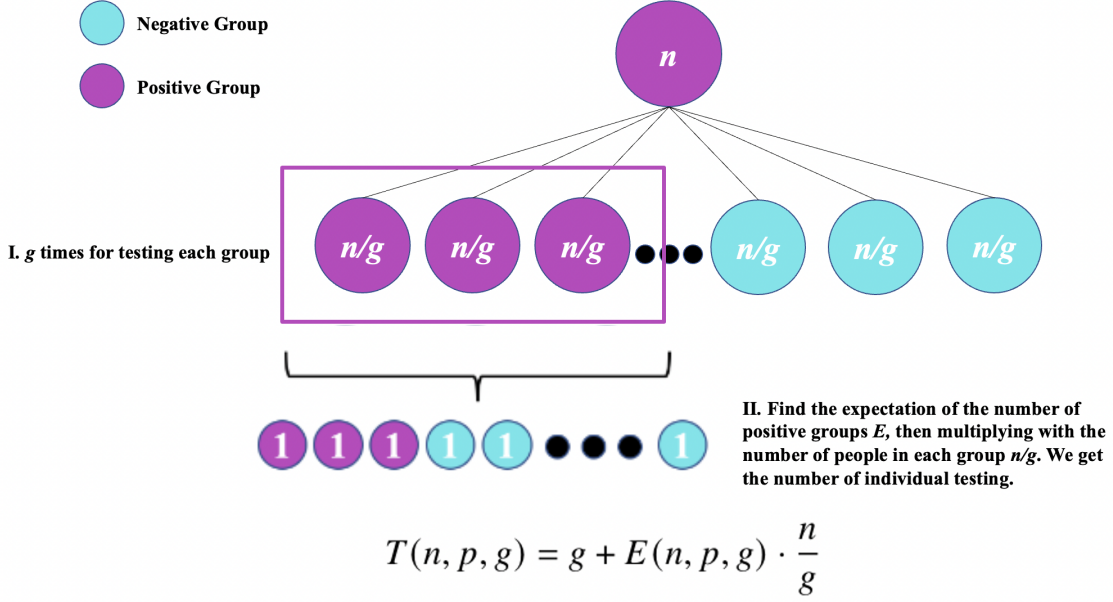 Negative Group
Positive Group
n
I. g times for testing each group
n/g n/g n/g n/g n/g n/g
1 1 1 1 1 1
II. Find the expectation of the number of
positive groups E, then multiplying with the
number of people in each group n/g. We get
the number of individual testing.
T(n, p, g) = g + E(n, p, g) · n/g